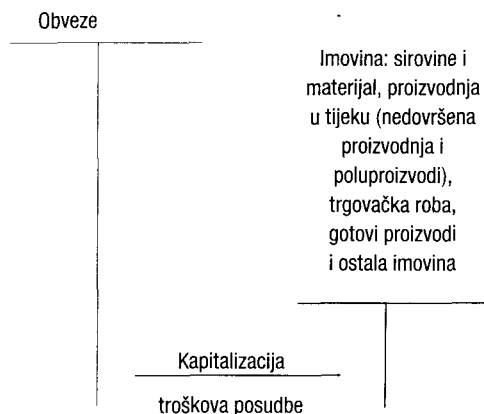 Obveze
Imovina: sirovine i
materijal, proizvodnja
u tijeku (nedovršena
proizvodnja i
poluproizvodi),
trgovačka roba,
gotovi proizvodi
i ostala imovina
Kapitalizacija
troškova posudbe